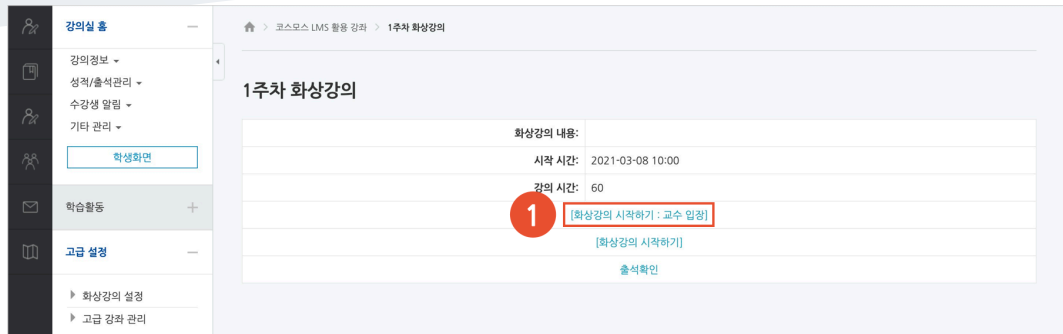 강의실 홈
강의정보
성적/출석관리
수강생 알림
기타 관리
학생화면
학습활동
고급 설정
화상강의 설정
고급 강좌 관리
코스모스 LMS 활용 강좌 > 1주차 화상강의
1주차 화상강의
화상강의 내용:
시작 시간: 2021-03-08 10:00
강의 시간: 60
1 [화상강의 시작하기 : 교수 입장]
[화상강의 시작하기]
출석확인